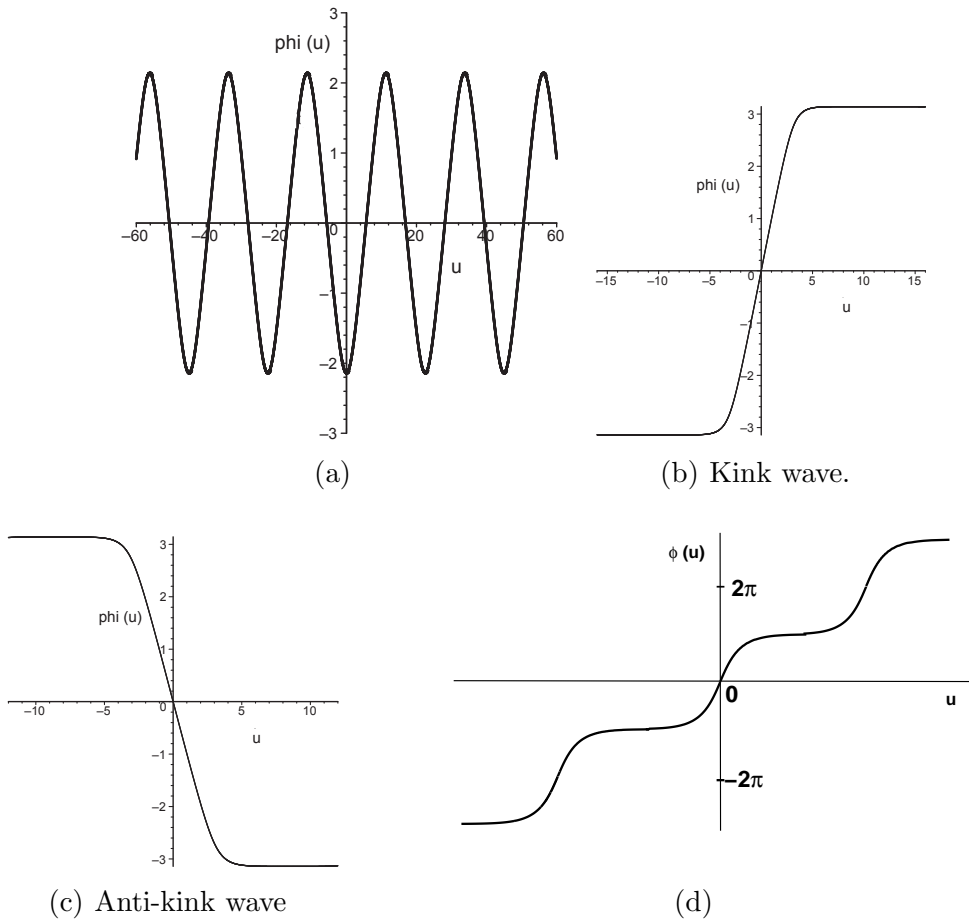 3
phi (u)
2
1
–60
–40
–20
0
20
40
60
u
–1
–2
–3
(a)
3
2
phi (u)
1
–15
–10
–5
0
5
10
15
u
–1
–2
–3
(b) Kink wave.
3
2
phi (u)
1
–10
–5
0
5
10
u
–1
–2
–3
(c) Anti-kink wave
ϕ (u)
2π
0
u
–2π
(d)